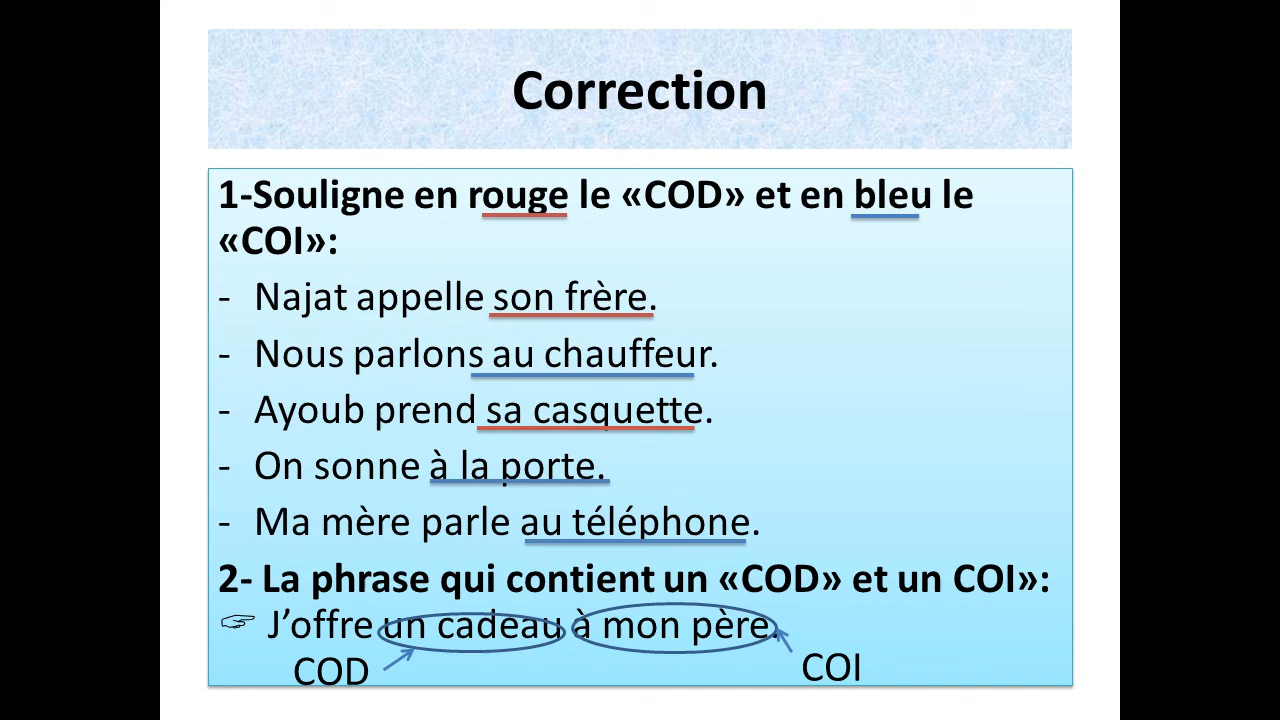 Correction
1-Souligne en rouge le «COD» et en bleu le
«COI»:
- Najat appelle son frère.
- Nous parlons au chauffeur.
- Ayoub prend sa casquette.
- On sonne à la porte.
- Ma mère parle au téléphone.
2- La phrase qui contient un «COD» et un COI»:
☞ J’offre un cadeau à mon père.
COD COI